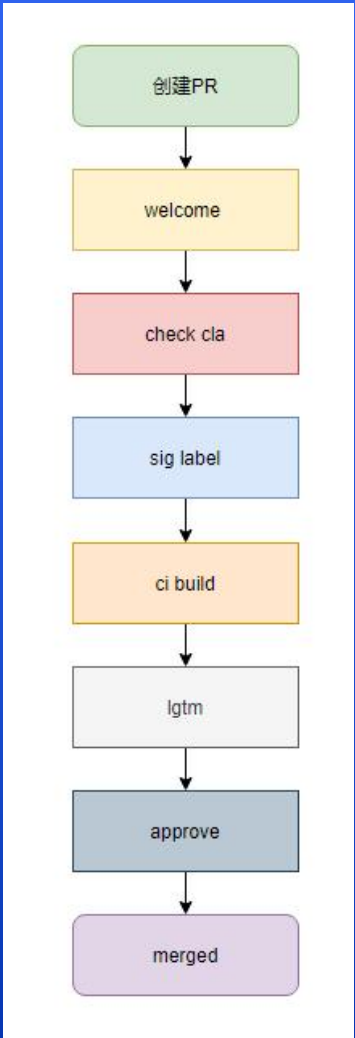 创建PR
welcome
check cla
sig label
ci build
lgtm
approve
merged